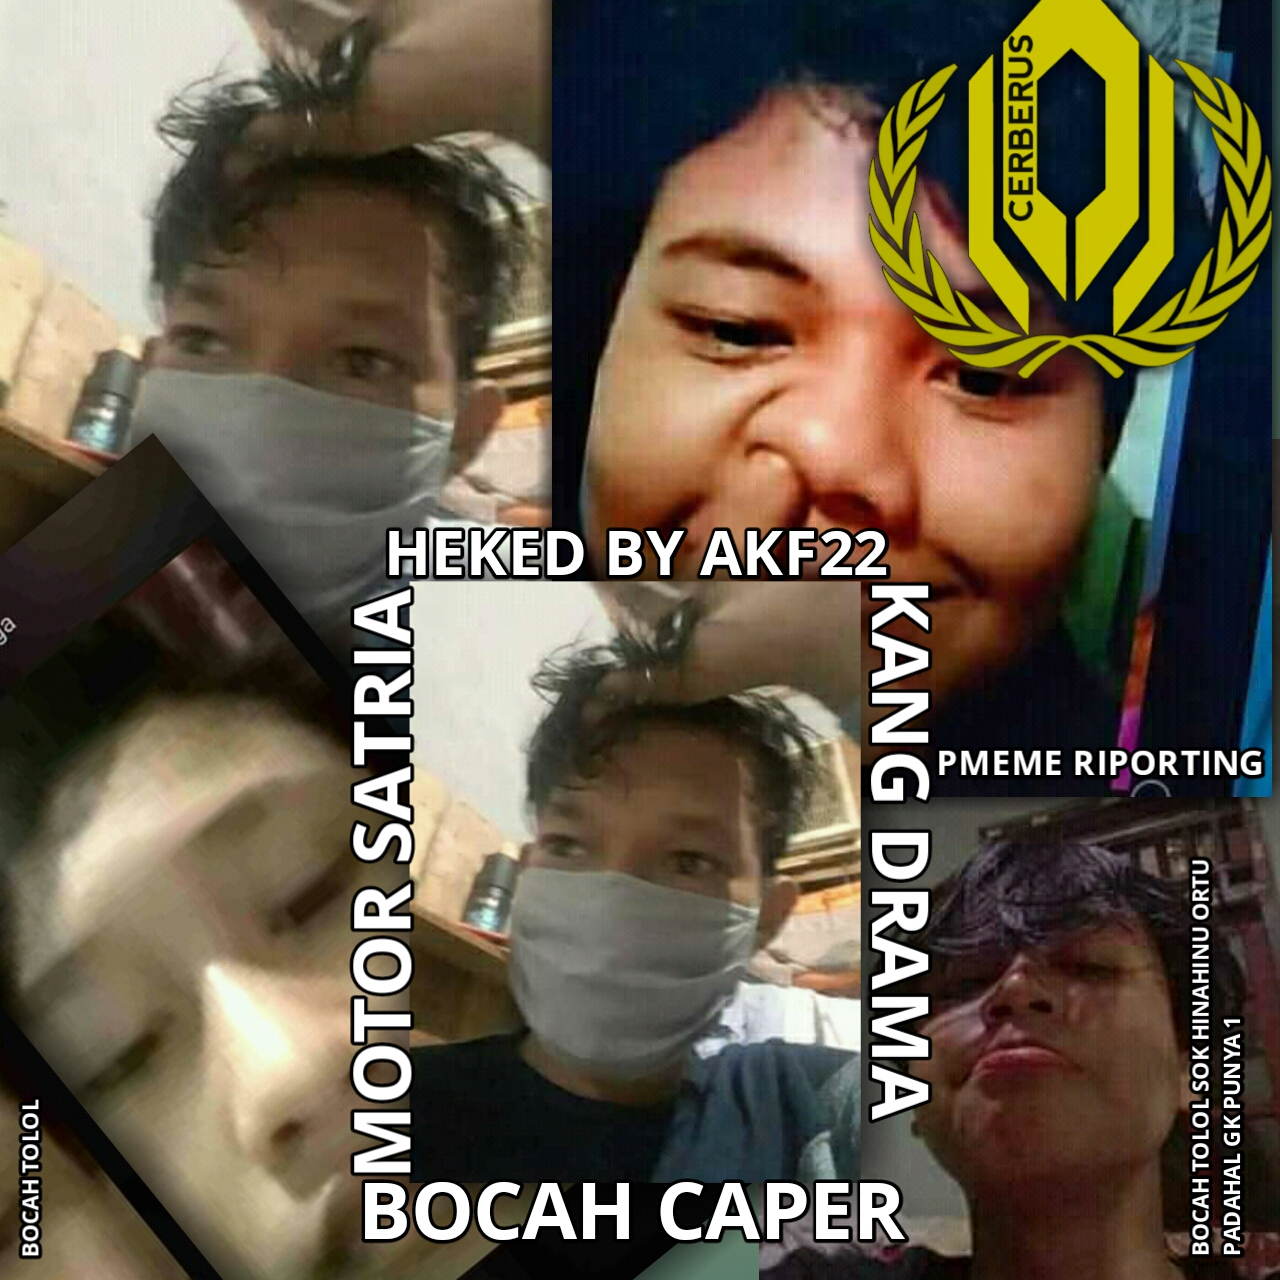 CERBERUS
ga
HEKED BY AKF22
MOTOR SATRIA
KANG DRAMA
PMEME RIPORTING
BOCAH TOLOL SOK HINAHINU ORTU
PADAHAL GK PUNYA 1
BOCAH TOLOL
BOCAH CAPER